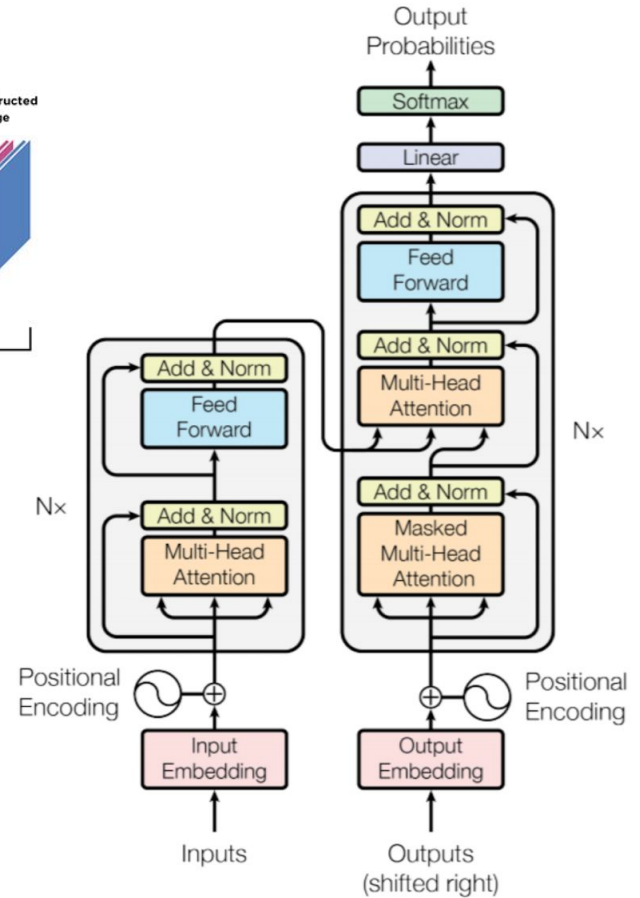 Output
Probabilities
Softmax
Linear
Add & Norm
Feed
Forward
Add & Norm
Multi-Head
Attention
Nx
Add & Norm
Masked
Multi-Head
Attention
Positional
Encoding
Output
Embedding
Outputs
(shifted right)
Add & Norm
Feed
Forward
Nx
Add & Norm
Multi-Head
Attention
Positional
Encoding
Input
Embedding
Inputs